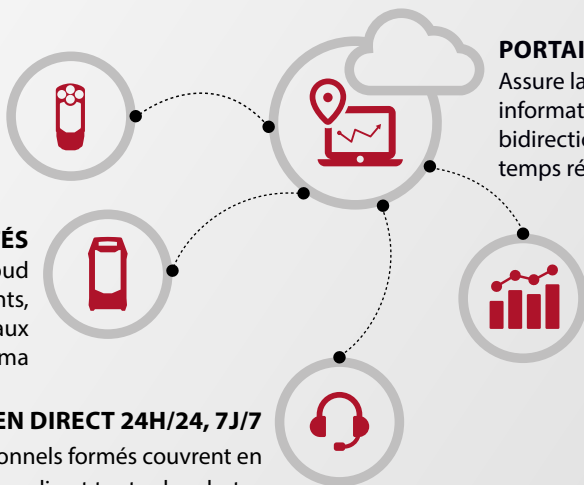 PORTAI
Assure la
informat
bidirectio
temps ré
ÉS
oud
nts,
aux
ma
EN DIRECT 24H/24, 7J/7
onnels formés couvrent en